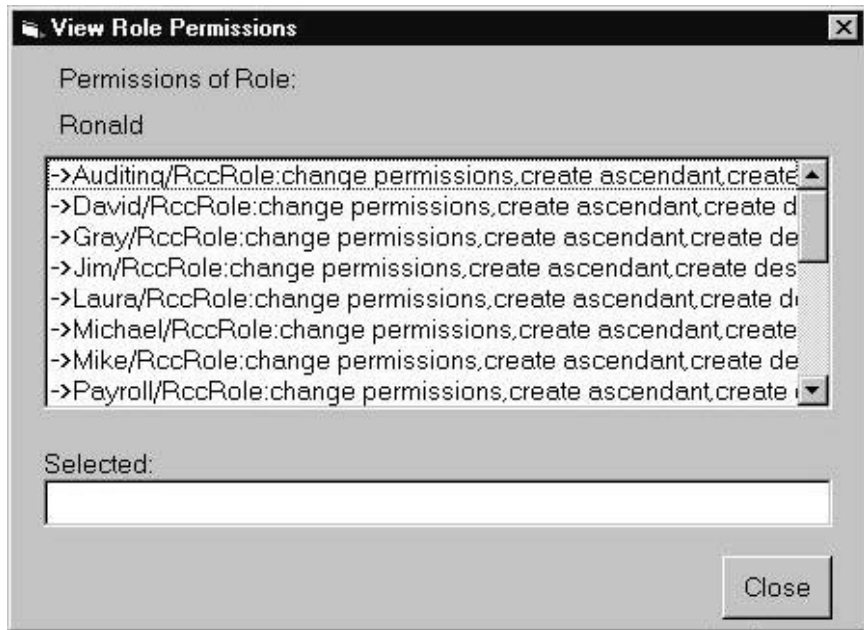 View Role Permissions
Permissions of Role:
Ronald
->Auditing/RccRole:change permissions,create ascendant,create
->David/RccRole:change permissions,create ascendant,create d
->Gray/RccRole:change permissions,create ascendant,create de
->Jim/RccRole:change permissions,create ascendant,create des
->Laura/RccRole:change permissions,create ascendant,create d
->Michael/RccRole:change permissions,create ascendant,create
->Mike/RccRole:change permissions,create ascendant,create de
->Payroll/RccRole:change permissions,create ascendant,create
Selected:
Close